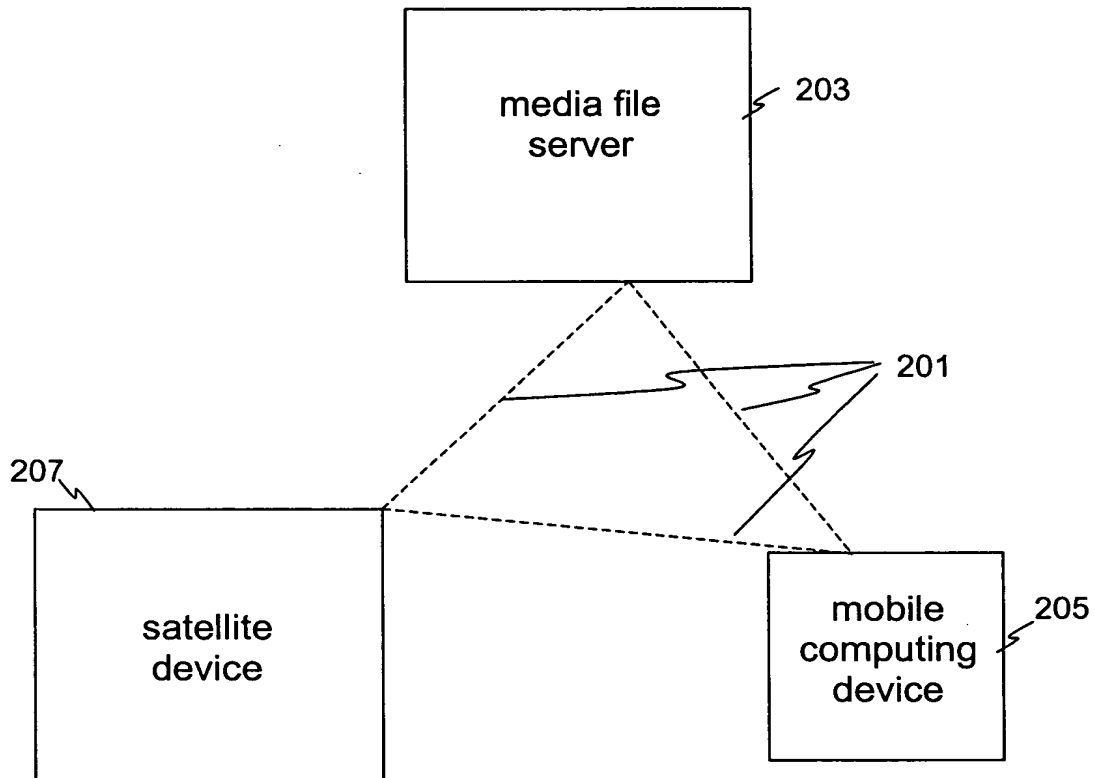 media file
server
203
201
207
satellite
device
mobile
computing
device
205